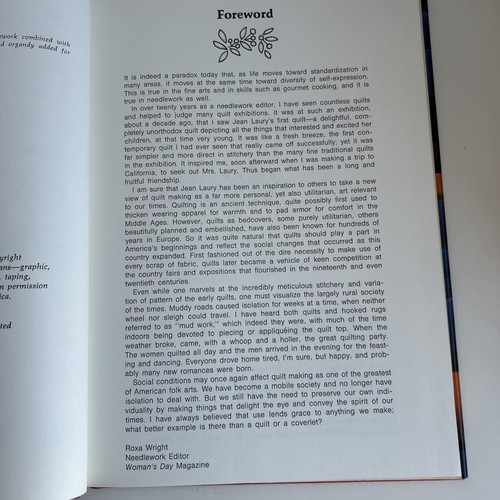 work combined with
d organdy added for
yright
ans—graphic,
, taping,
n permission
ica.
ted
Foreword
It is indeed a paradox today that, as life moves toward standardization in
many areas, it moves at the same time toward diversity of self-expression.
This is true in the fine arts and in skills such as gourmet cooking, and it is
true in needlework as well.
In over twenty years as a needlework editor, I have seen countless quilts
and helped to judge many quilt exhibitions. It was at such an exhibition,
about a decade ago, that I saw Jean Laury's first quilt—a delightful, com-
pletely unorthodox quilt depicting all the things that interested and excited her
children, at that time very young. It was like a fresh breeze, the first con-
temporary quilt I had ever seen that really came off successfully; yet it was
far simpler and more direct in stitchery than the many fine traditional quilts
in the exhibition. It inspired me, soon afterward when I was making a trip to
California, to seek out Mrs. Laury. Thus began what has been a long and
fruitful friendship.
I am sure that Jean Laury has been an inspiration to others to take a new
view of quilt making as a far more personal, yet also utilitarian, art relevant
to our times. Quilting is an ancient technique, quite possibly first used to
thicken wearing apparel for warmth and to pad armor for comfort in the
Middle Ages. However, quilts as bedcovers, some purely utilitarian, others
beautifully planned and embellished, have also been known for hundreds of
years in Europe. So it was quite natural that quilts should play a part in
America's beginnings and reflect the social changes that occurred as this
country expanded. First fashioned out of the dire necessity to make use of
every scrap of fabric, quilts later became a vehicle of keen competition at
the country fairs and expositions that flourished in the nineteenth and even
twentieth centuries.
Even while one marvels at the incredibly meticulous stitchery and varia-
tion of pattern of the early quilts, one must visualize the largely rural society
of the times. Muddy roads caused isolation for weeks at a time, when neither
wheel nor sleigh could travel. I have heard both quilts and hooked rugs
referred to as "mud work," which indeed they were, with much of the time
indoors being devoted to piecing or appliquéing the quilt top. When the
weather broke, came, with a whoop and a holler, the great quilting party.
The women quilted all day and the men arrived in the evening for the feast-
ing and dancing. Everyone drove home tired, I'm sure, but happy, and prob-
ably many new romances were born.
Social conditions may once again affect quilt making as one of the greatest
of American folk arts. We have become a mobile society and no longer have
isolation to deal with. But we still have the need to preserve our own indi-
viduality by making things that delight the eye and convey the spirit of our
times. I have always believed that use lends grace to anything we make;
what better example is there than a quilt or a coverlet?
Roxa Wright
Needlework Editor
Woman's Day Magazine